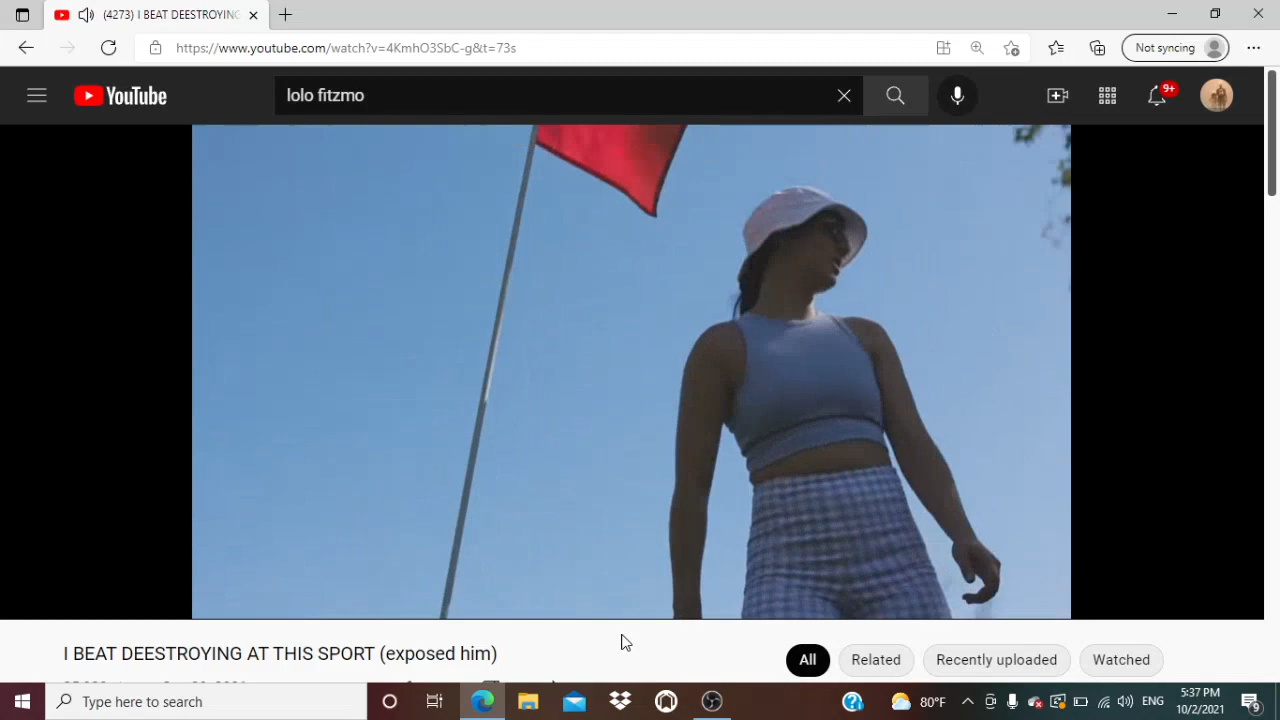 (4273) I BEAT DEESTROYING
https://www.youtube.com/watch?v=4KmhO3SbC-g&t=73s
Not syncing
YouTube
lolo fitzmo
9+
I BEAT DEESTROYING AT THIS SPORT (exposed him)
All
Related
Recently uploaded
Watched
Type here to search
80°F
ENG
5:37 PM
10/2/2021
9